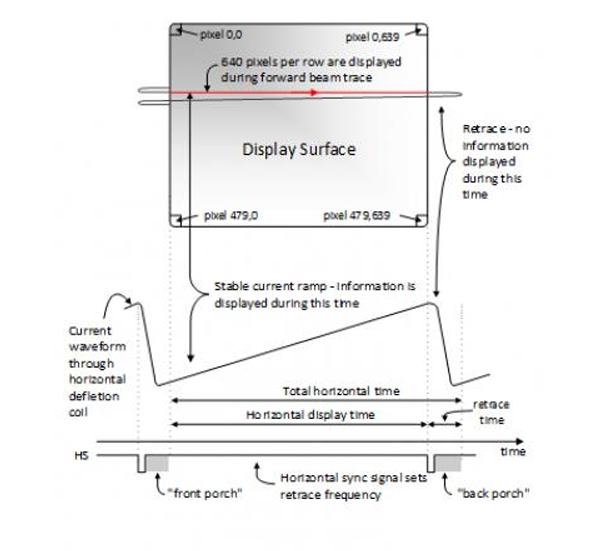 pixel 0,0
pixel 0,639
640 pixels per row are displayed
during forward beam trace
Display Surface
Retrace - no
information
displayed
during this
time
pixel 479,0
pixel 479,639
Stable current ramp - information is
displayed during this time
Current
waveform
through
horizontal
defletion
coil
Total horizontal time
Horizontal display time
retrace
time
time
HS
"front porch"
Horizontal sync signal sets
retrace frequency
"back porch"